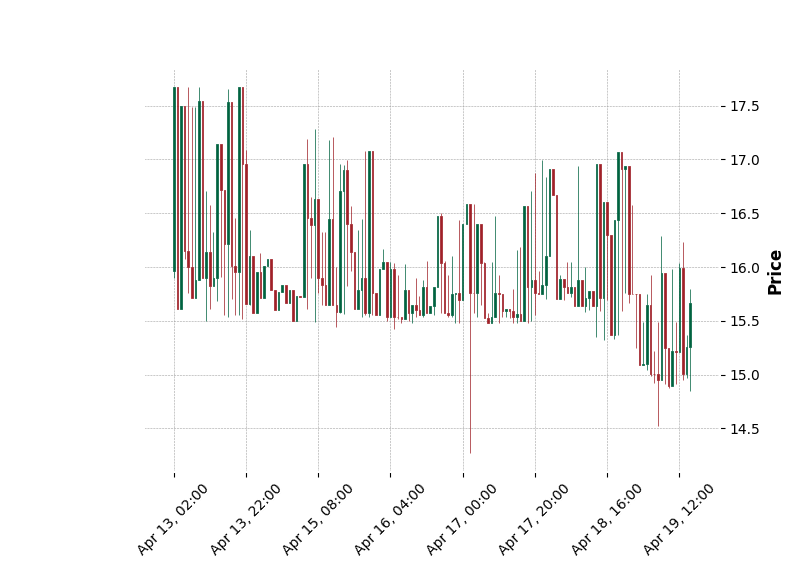 17.5
17.0
16.5
16.0
15.5
15.0
14.5
Price
Apr 13, 02:00
Apr 13, 22:00
Apr 15, 08:00
Apr 16, 04:00
Apr 17, 00:00
Apr 17, 20:00
Apr 18, 16:00
Apr 19, 12:00